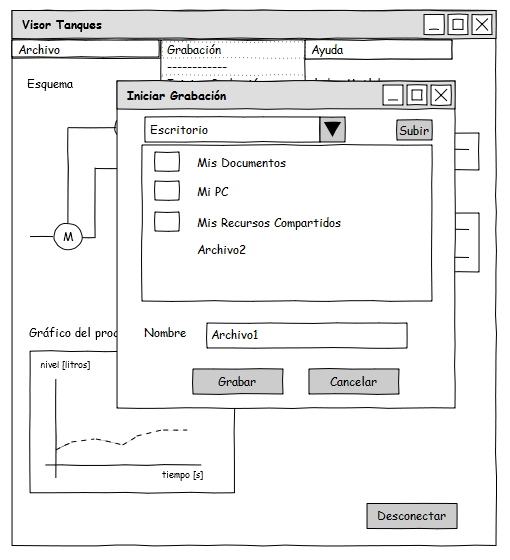 Visor Tanques
Archivo
Grabación
Ayuda
------------
Esquema
Iniciar Grabación
Escritorio
Subir
Mis Documentos
Mi PC
Mis Recursos Compartidos
Archivo2
M
Nombre
Archivo1
Grabar
Cancelar
Gráfico del
nivel [litros]
tiempo [s]
Desconectar